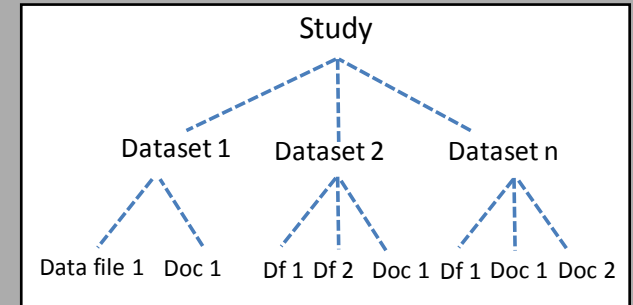 Study
Dataset 1 Dataset 2 Dataset n
Data file 1 Doc 1 Df 1 Df 2 Doc 1 Df 1 Doc 1 Doc 2